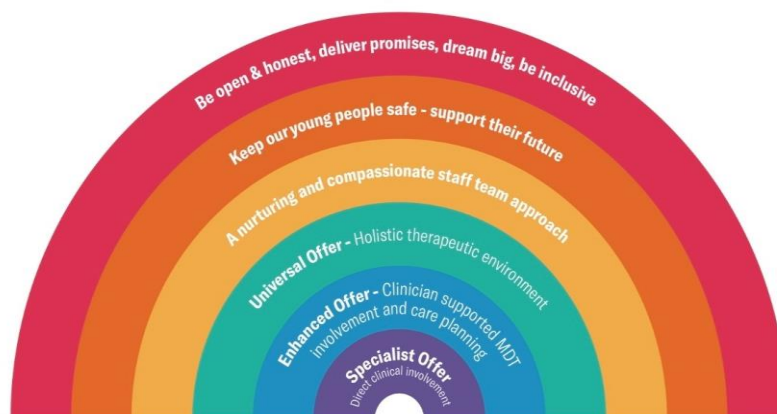 Be open & honest, deliver promises, dream big, be inclusive
Keep our young people safe - support their future
A nurturing and compassionate staff team approach
Universal Offer - Holistic therapeutic environment
Enhanced Offer - Clinician supported MDT
involvement and care planning
Specialist Offer
Direct clinical involvement